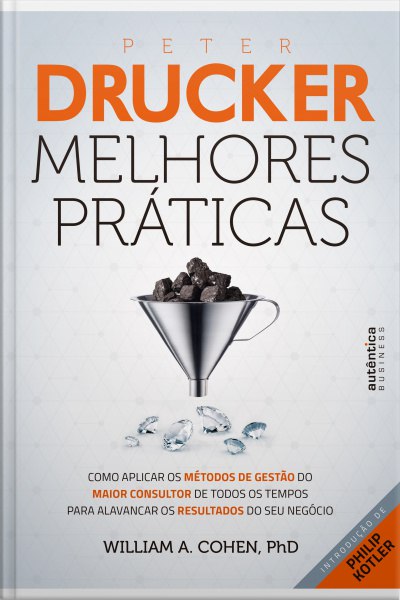 PETER
DRUCKER
MELHORES
PRÁTICAS
autêntica
BUSINESS
COMO APLICAR OS MÉTODOS DE GESTÃO DO
MAIOR CONSULTOR DE TODOS OS TEMPOS
PARA ALAVANCAR OS RESULTADOS DO SEU NEGÓCIO
WILLIAM A. COHEN, PhD
INTRODUÇÃO DE
PHILIP
KOTLER